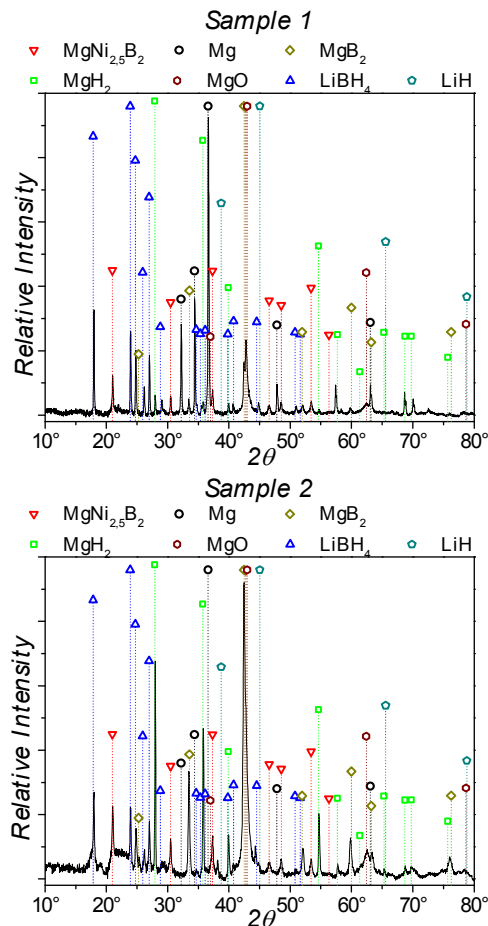 Sample 1
MgNi2,5B2 Mg MgB2
MgH2 MgO LiBH4 LiH
Relative Intensity
10 20 30 40 50 60 70 80
2θ
Sample 2
MgNi2,5B2 Mg MgB2
MgH2 MgO LiBH4 LiH
Relative Intensity
10 20 30 40 50 60 70 80
2θ